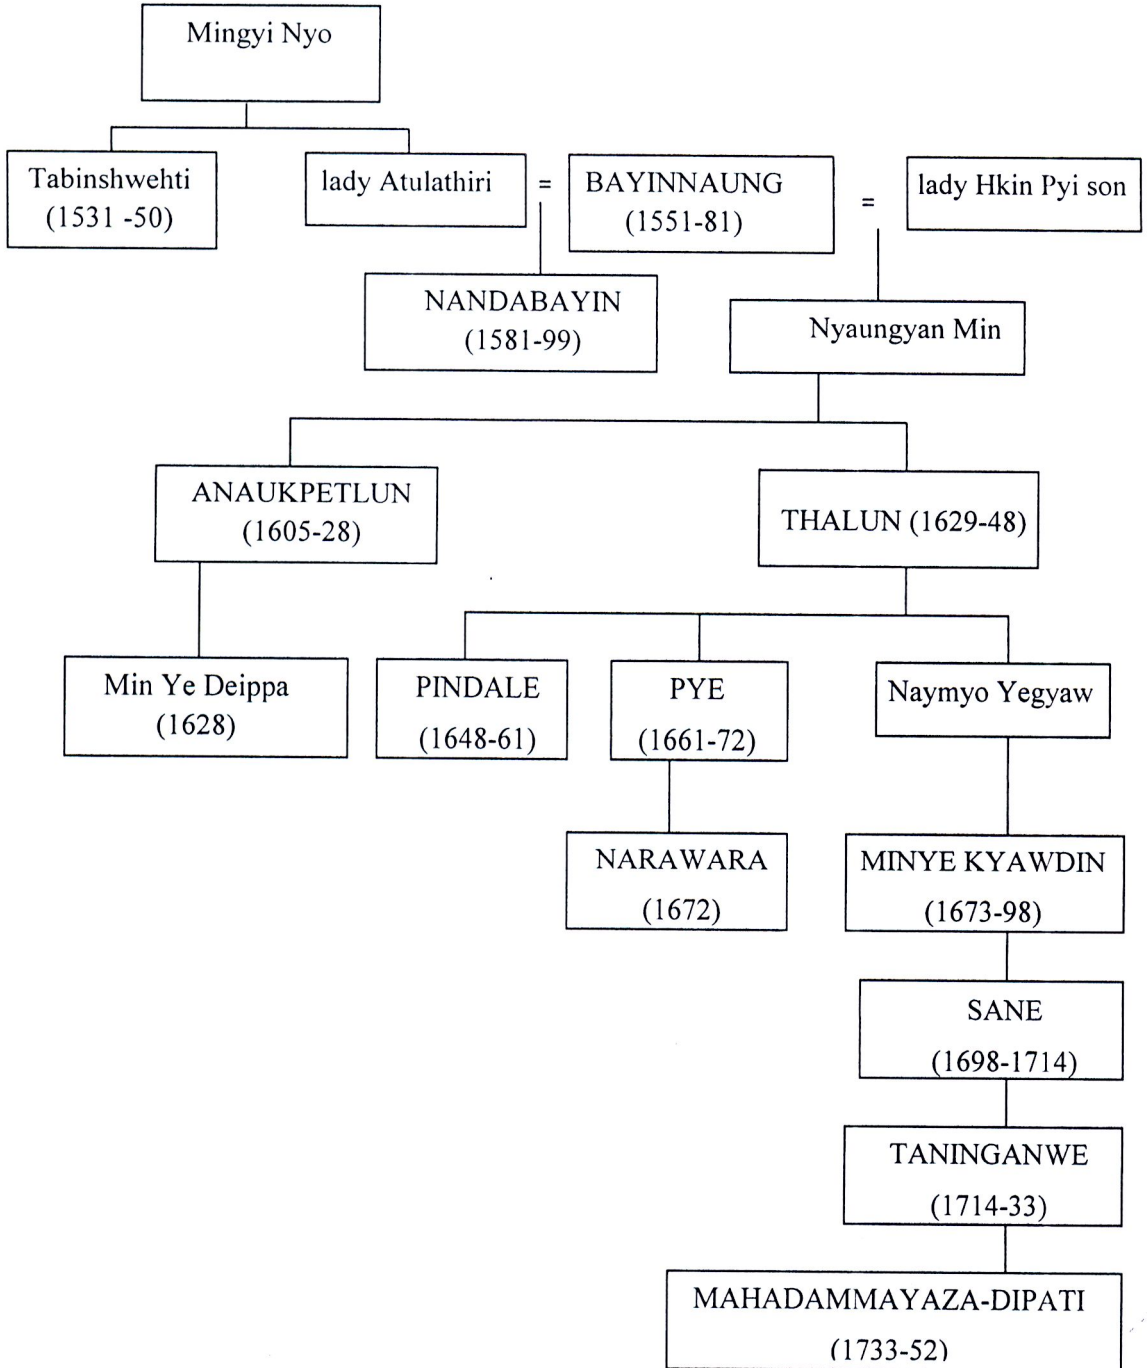 Mingyi Nyo
Tabinshwehti
(1531 -50)
lady Atulathiri
=
BAYINNAUNG
(1551-81)
=
lady Hkin Pyi son
NANDABAYIN
(1581-99)
Nyaungyan Min
ANAUKPETLUN
(1605-28)
THALUN (1629-48)
Min Ye Deippa
(1628)
PINDALE
(1648-61)
PYE
(1661-72)
Naymyo Yegyaw
NARAWARA
(1672)
MINYE KYAWDIN
(1673-98)
SANE
(1698-1714)
TANINGANWE
(1714-33)
MAHADAMMAYAZA-DIPATI
(1733-52)